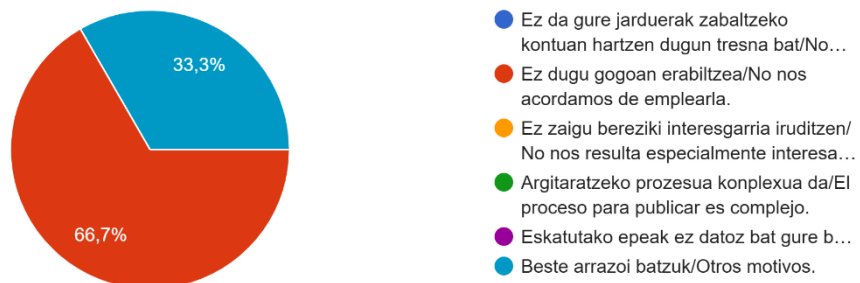 33,3%
66,7%
Ez da gure jarduerak zabaltzeko
kontuan hartzen dugun tresna bat/No…
Ez dugu gogoan erabiltzea/No nos
acordamos de emplearla.
Ez zaigu bereziki interesgarria iruditzen/
No nos resulta especialmente interesa…
Argitaratzeko prozesua konplexua da/El
proceso para publicar es complejo.
Eskatutako epeak ez datoz bat gure b…
Beste arrazoi batzuk/Otros motivos.